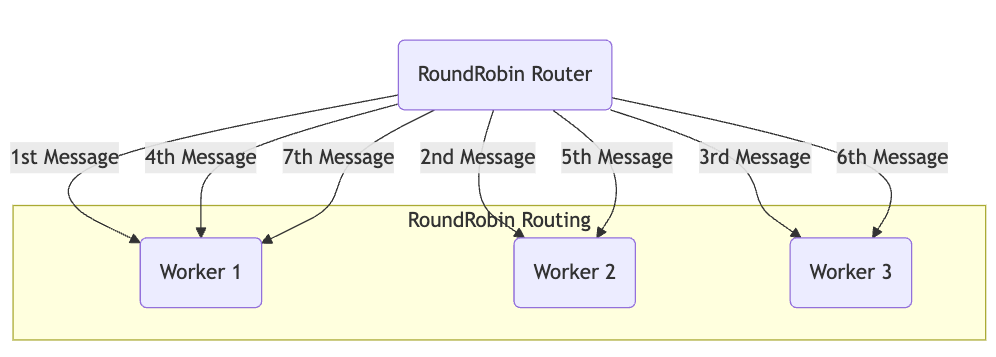 RoundRobin Router
1st Message
4th Message
7th Message
2nd Message
5th Message
3rd Message
6th Message
RoundRobin Routing
Worker 1
Worker 2
Worker 3